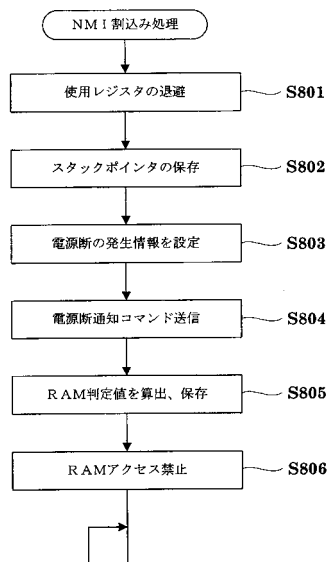 NMI割込み処理
使用レジスタの退避 S801
スタックポインタの保存 S802
電源断の発生情報を設定 S803
電源断通知コマンド送信 S804
RAM判定値を算出、保存 S805
RAMアクセス禁止 S806